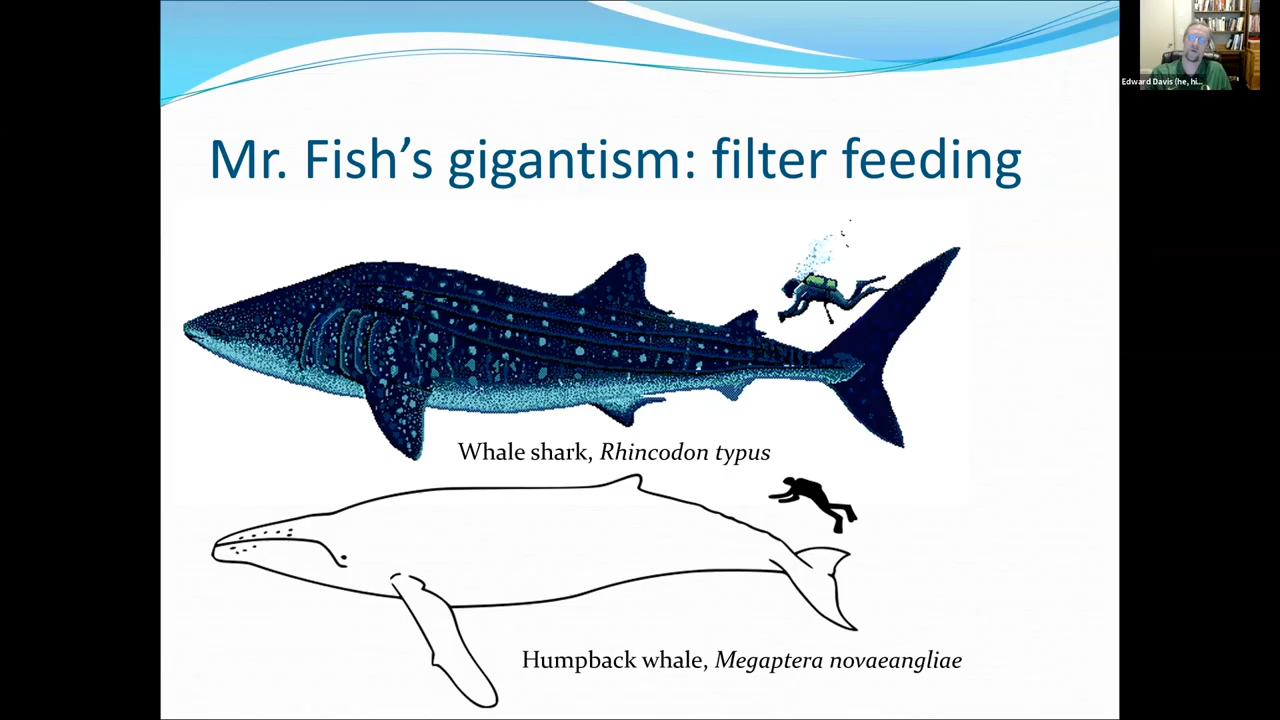 Edward Davis (he, hi...
Mr. Fish’s gigantism: filter feeding
Whale shark, Rhincodon typus
Humpback whale, Megaptera novaeangliae